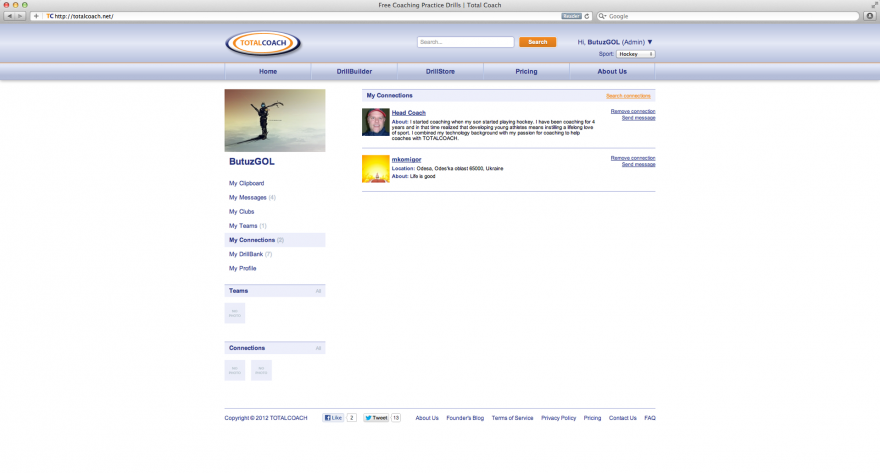 Free Coaching Practice Drills | Total Coach
TC http://totalcoach.net/
Reader
Google
TOTALCOACH
Search...
Search
Hi, ButuzGOL (Admin) ▼
Sport: Hockey
Home
DrillBuilder
DrillStore
Pricing
About Us
ButuzGOL
My Clipboard
My Messages (4)
My Clubs
My Teams (1)
My Connections (2)
My DrillBank (7)
My Profile
Teams
all
Connections
all
My Connections
Search connections
Head Coach
About: I started coaching when my son started playing hockey. I have been coaching for 4
years and in that time realized that developing young athletes means instilling a lifelong love
of sport. I combined my technology background with my passion for coaching to help
coaches with TOTALCOACH.
Remove connection
Send message
mkomigor
Location: Odesa, Odes'ka oblast 65000, Ukraine
About: Life is good
Remove connection
Send message
Copyright © 2012 TOTALCOACH
Like 2
Tweet 13
About Us
Founder's Blog
Terms of Service
Privacy Policy
Pricing
Contact Us
FAQ